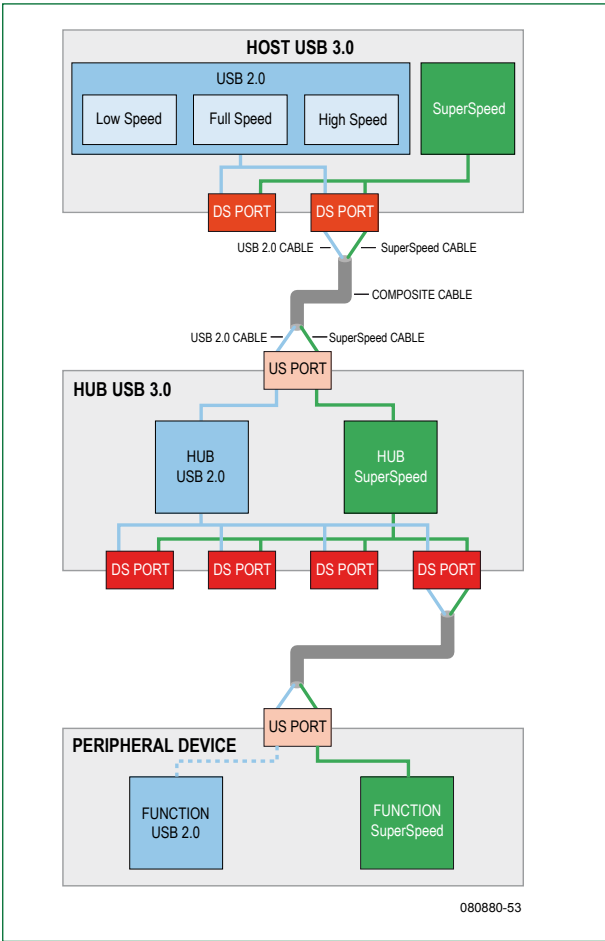 HOST USB 3.0
USB 2.0
Low Speed
Full Speed
High Speed
SuperSpeed
DS PORT
DS PORT
USB 2.0 CABLE
SuperSpeed CABLE
COMPOSITE CABLE
USB 2.0 CABLE
SuperSpeed CABLE
US PORT
HUB USB 3.0
HUB
USB 2.0
HUB
SuperSpeed
DS PORT
DS PORT
DS PORT
DS PORT
US PORT
PERIPHERAL DEVICE
FUNCTION
USB 2.0
FUNCTION
SuperSpeed
080880-53